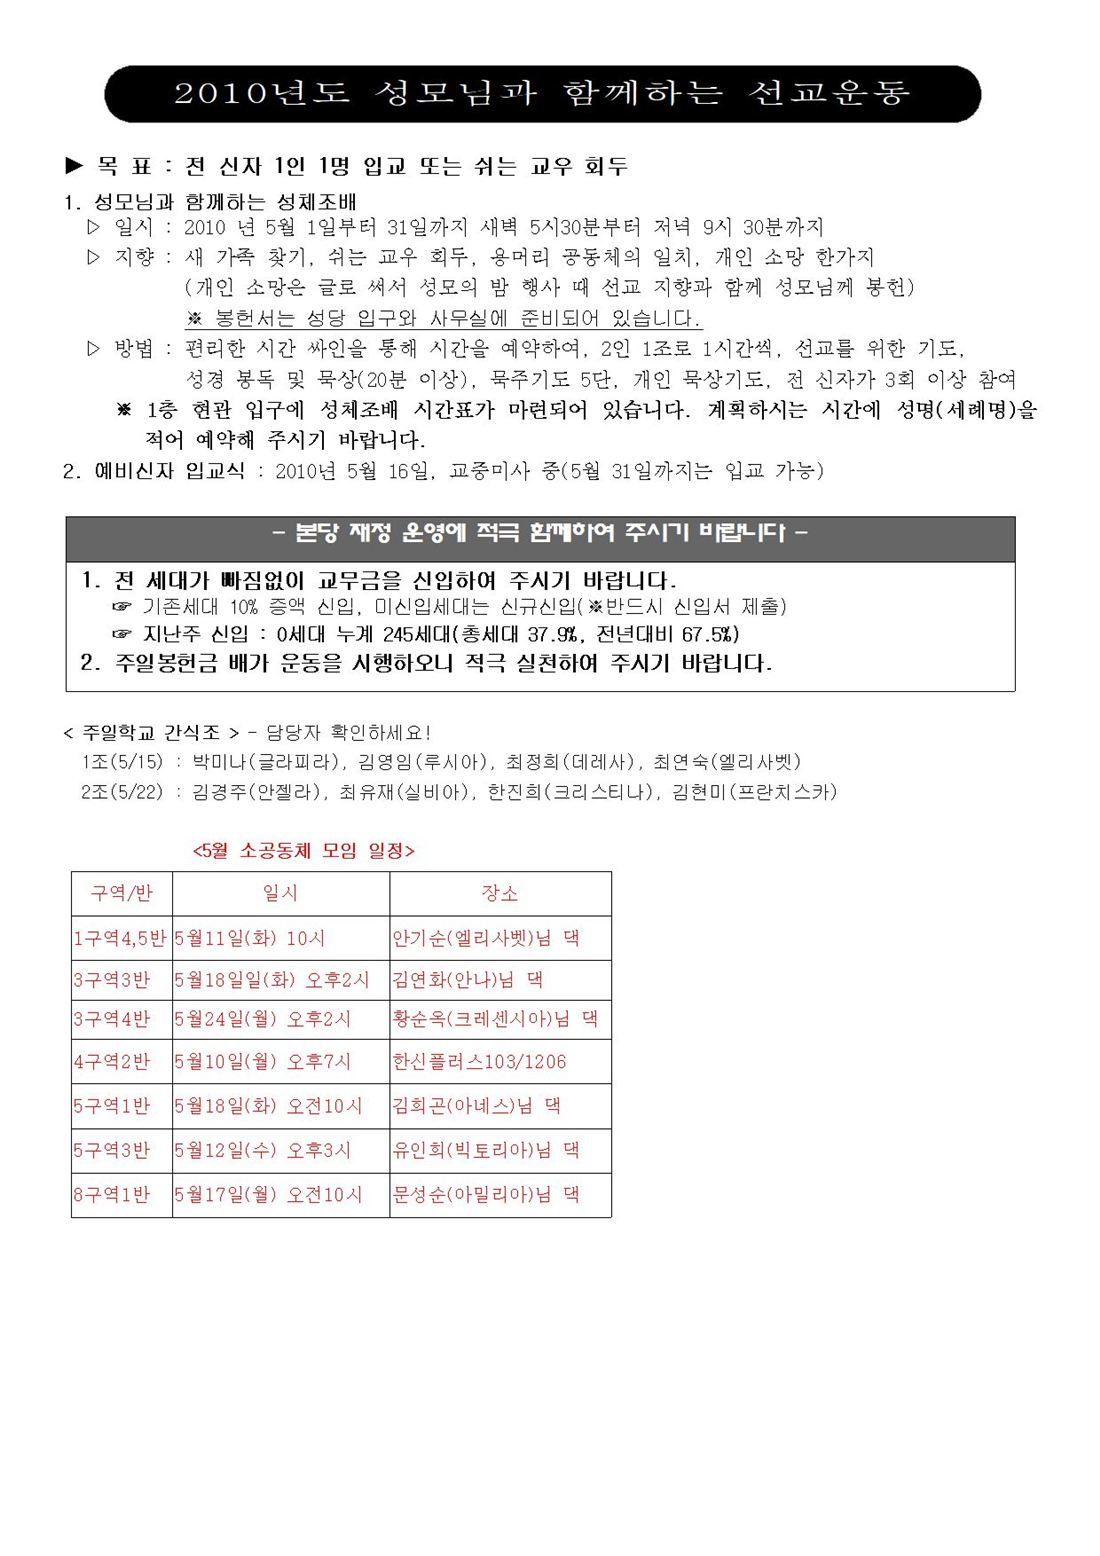 2010년도 성모님과 함께하는 선교운동
▶ 목 표 : 전 신자 1인 1명 입교 또는 쉬는 교우 회두
1. 성모님과 함께하는 성체조배
▷ 일시 : 2010 년 5월 1일부터 31일까지 새벽 5시30분부터 저녁 9시 30분까지
▷ 지향 : 새 가족 찾기, 쉬는 교우 회두, 용머리 공동체의 일치, 개인 소망 한가지
(개인 소망은 글로 써서 성모의 밤 행사 때 선교 지향과 함께 성모님께 봉헌)
※ 봉헌서는 성당 입구와 사무실에 준비되어 있습니다.
▷ 방법 : 편리한 시간 싸인을 통해 시간을 예약하여, 2인 1조로 1시간씩, 선교를 위한 기도,
성경 봉독 및 묵상(20분 이상), 묵주기도 5단, 개인 묵상기도, 전 신자가 3회 이상 참여
※ 1층 현관 입구에 성체조배 시간표가 마련되어 있습니다. 계획하시는 시간에 성명(세례명)을
적어 예약해 주시기 바랍니다.
2. 예비신자 입교식 : 2010년 5월 16일, 교중미사 중(5월 31일까지는 입교 가능)
- 본당 재정 운영에 적극 함께하여 주시기 바랍니다 -
1. 전 세대가 빠짐없이 교무금을 신입하여 주시기 바랍니다.
☞ 기존세대 10% 증액 신입, 미신입세대는 신규신입(※반드시 신입서 제출)
☞ 지난주 신입 : 0세대 누계 245세대(총세대 37.9%, 전년대비 67.5%)
2. 주일봉헌금 배가 운동을 시행하오니 적극 실천하여 주시기 바랍니다.
< 주일학교 간식조 > - 담당자 확인하세요!
1조(5/15) : 박미나(글라피라), 김영임(루시아), 최정희(데레사), 최연숙(엘리사벳)
2조(5/22) : 김경주(안젤라), 최유재(실비아), 한진희(크리스티나), 김현미(프란치스카)
<5월 소공동체 모임 일정>
구역/반 일시 장소
1구역4,5반 5월11일(화) 10시 안기순(엘리사벳)님 댁
3구역3반 5월18일일(화) 오후2시 김연화(안나)님 댁
3구역4반 5월24일(월) 오후2시 황순옥(크레센시아)님 댁
4구역2반 5월10일(월) 오후7시 한신플러스103/1206
5구역1반 5월18일(화) 오전10시 김희곤(아네스)님 댁
5구역3반 5월12일(수) 오후3시 유인희(빅토리아)님 댁
8구역1반 5월17일(월) 오전10시 문성순(아밀리아)님 댁